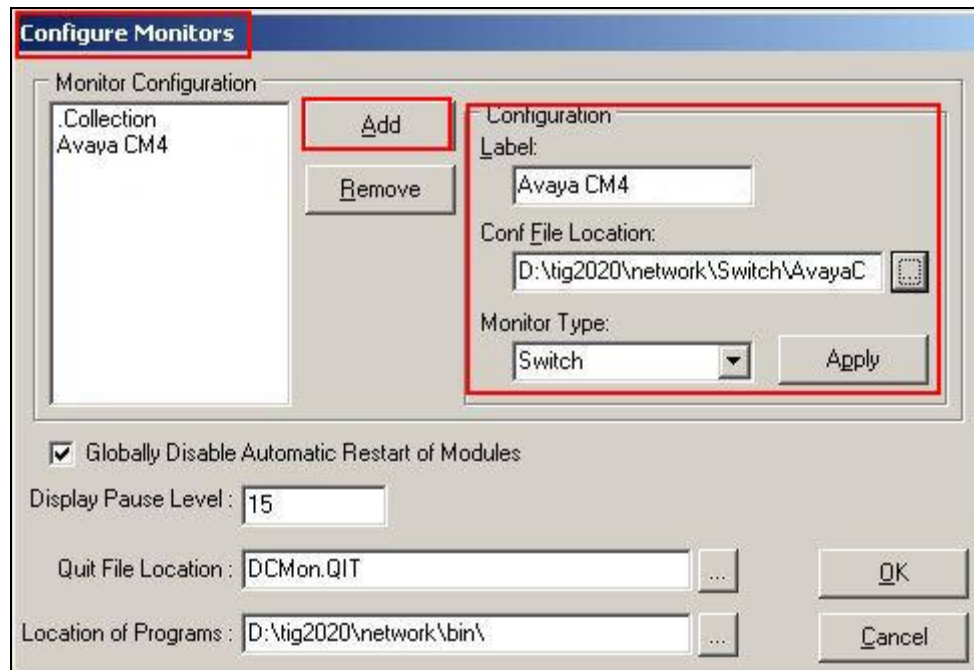 Configure Monitors
Monitor Configuration
.Collection
Avaya CM4
Add
Remove
Configuration
Label:
Avaya CM4
Conf File Location:
D:\tig2020\network\Switch\AvayaC
...
Monitor Type:
Switch
Apply
Globally Disable Automatic Restart of Modules
Display Pause Level : 15
Quit File Location : DCMon.QIT ...
OK
Location of Programs : D:\tig2020\network\bin\ ...
Cancel